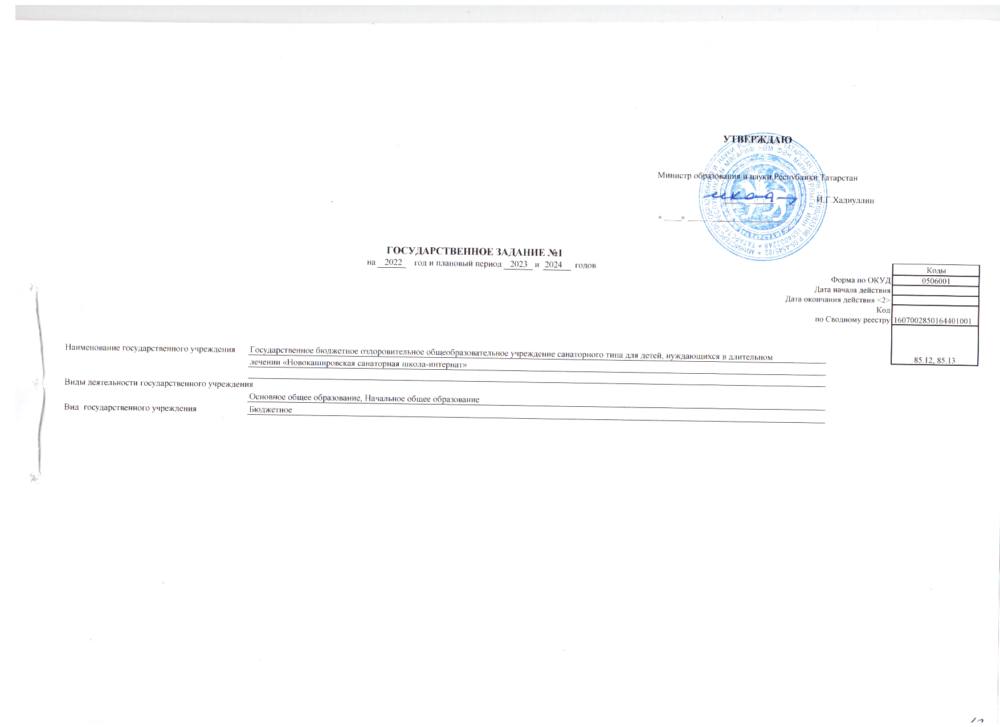 УТВЕРЖДАЮ
Министр образования и науки Республики Татарстан
И.Г.Хадиуллин
«____» ____________________
ГОСУДАРСТВЕННОЕ ЗАДАНИЕ №1
на 2022 год и плановый период 2023 и 2024 годов
Коды
Форма по ОКУД 0506001
Дата начала действия
Дата окончания действия <2>
Код
по Сводному реестру 1607002850164401001
Наименование государственного учреждения Государственное бюджетное оздоровительное общеобразовательное учреждение санаторного типа для детей, нуждающихся в длительном
лечении «Новокашировская санаторная школа-интернат»
85.12, 85.13
Виды деятельности государственного учреждения
Основное общее образование, Начальное общее образование
Вид государственного учреждения Бюджетное